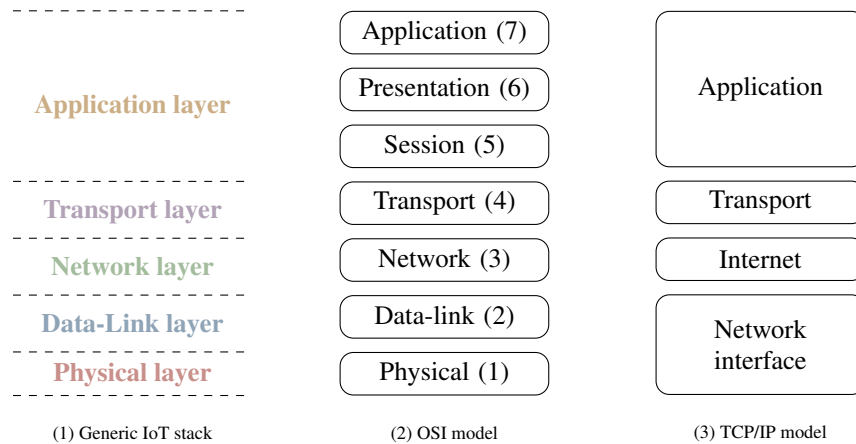 Application layer
Transport layer
Network layer
Data-Link layer
Physical layer
(1) Generic IoT stack
Application (7)
Presentation (6)
Session (5)
Transport (4)
Network (3)
Data-link (2)
Physical (1)
(2) OSI model
Application
Transport
Internet
Network
interface
(3) TCP/IP model